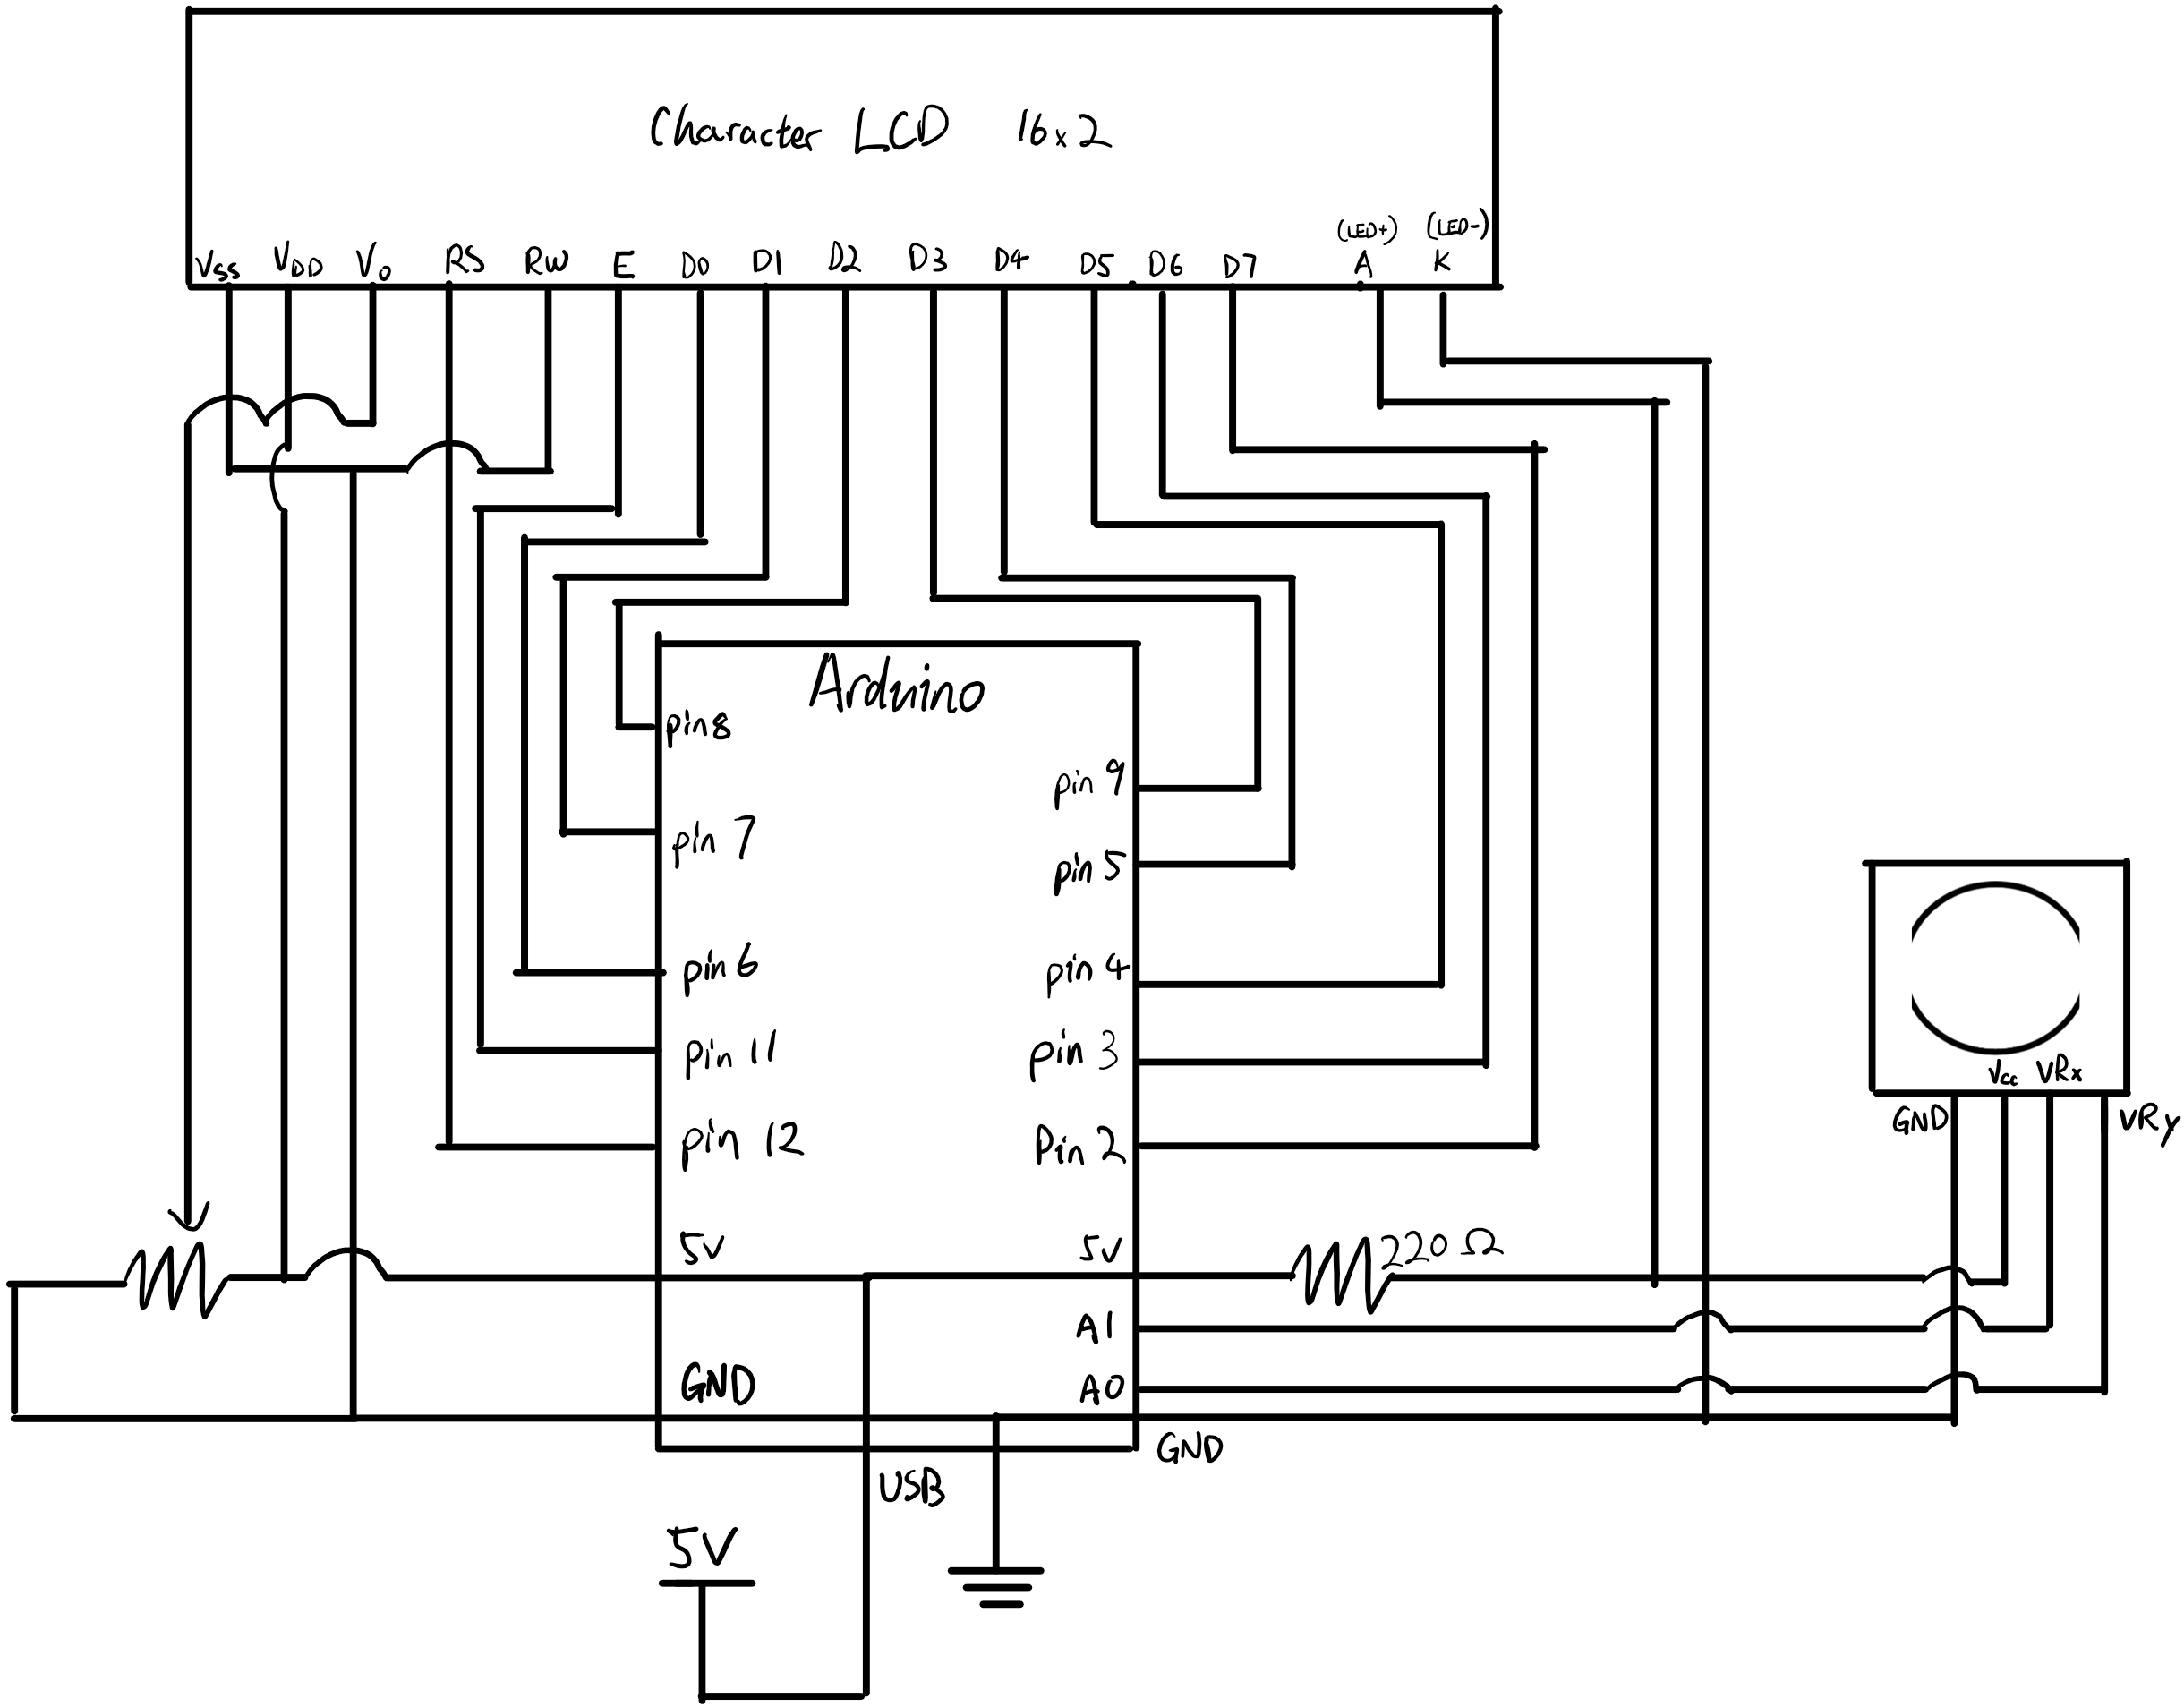 Character LCD 16x2
(LED+) (LED-)
Vss VDD Vo RS RW E D0 D1 D2 D3 D4 D5 D6 D7 A K
Arduino
pin 8
pin 9
pin 7
pin 5
pin 6
pin 4
pin 11
pin 3
pin 12
Pin 2
Vcc VRx
GND VRy
5V
5V
220 Ω
A1
GND
A0
GND
USB
5V